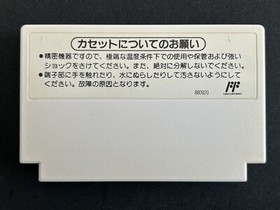 カセットについてのお願い
●精密機器ですので、極端な温度条件下での使用や保管および強い
ショックをさけてください。また、絶対に分解しないでください。
●端子部に手を触れたり、水にぬらしたりして汚さないようにして
ください。故障の原因となります。